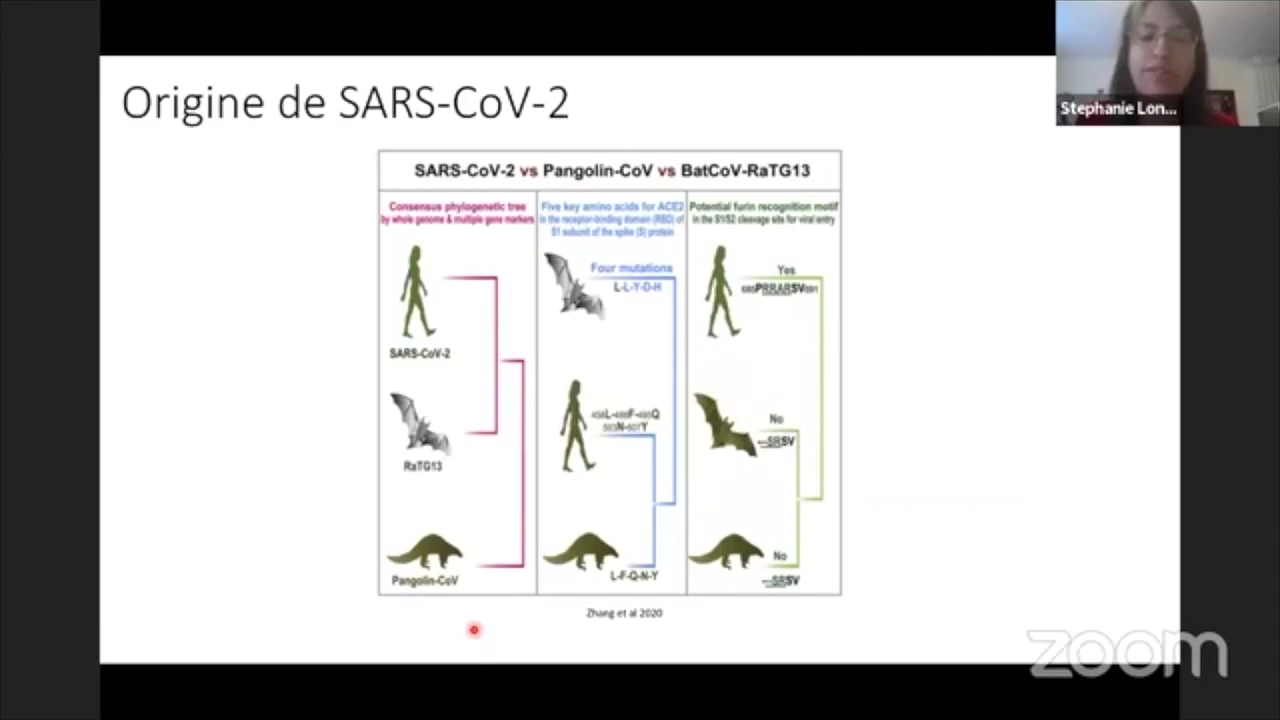 Origine de SARS-CoV-2
Stephanie Lon...
SARS-CoV-2 vs Pangolin-CoV vs BatCoV-RaTG13
Consensus phylogenetic tree
by whole genome & multiple gene markers
SARS-CoV-2
RaTG13
Pangolin-CoV
Five key amino acids for ACE2
in the receptor-binding domain (RBD) of
S1 subunit of the spike (S) protein
Four mutations
L-L-Y-D-H
L-F-Q-N-Y
Potential furin recognition motif
in the S1/S2 cleavage site for viral entry
Yes
PRRARSV
No
---SRSV
No
---SRSV
Zhang et al 2020
zoom